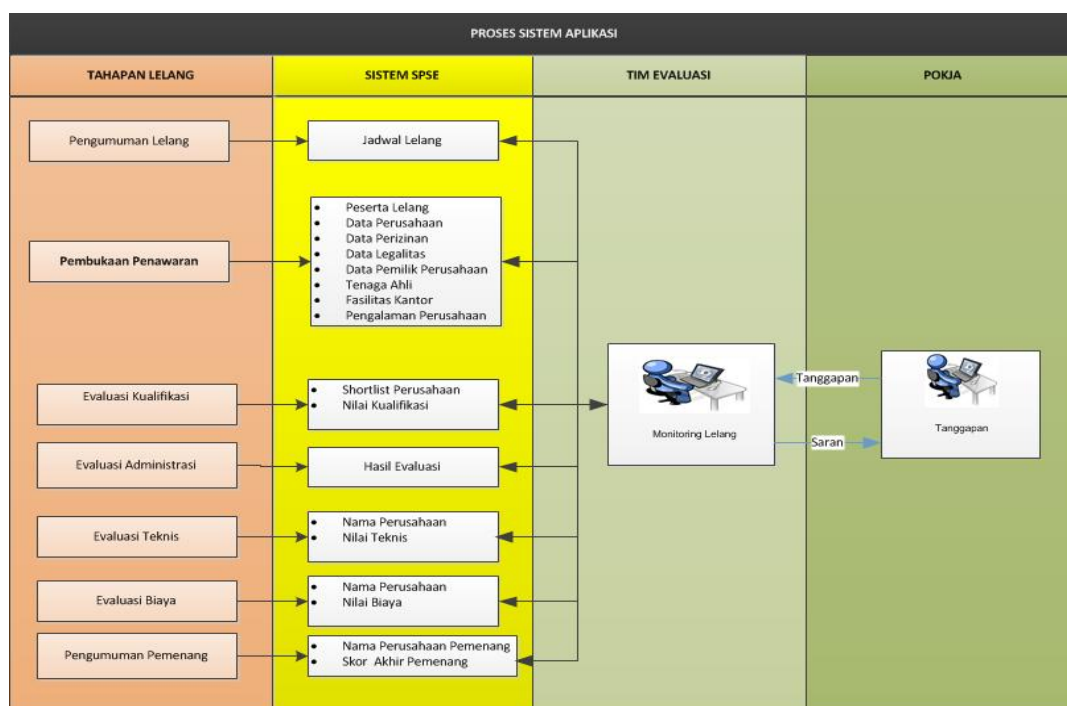 PROSES SISTEM APLIKASI
TAHAPAN LELANG
SISTEM SPSE
TIM EVALUASI
POKJA
Pengumuman Lelang
Jadwal Lelang
Pembukaan Penawaran
• Peserta Lelang
• Data Perusahaan
• Data Perizinan
• Data Legalitas
• Data Pemilik Perusahaan
• Tenaga Ahli
• Fasilitas Kantor
• Pengalaman Perusahaan
Evaluasi Kualifikasi
• Shortlist Perusahaan
• Nilai Kualifikasi
Monitoring Lelang
Tanggapan
Saran
Tanggapan
Evaluasi Administrasi
Hasil Evaluasi
Evaluasi Teknis
• Nama Perusahaan
• Nilai Teknis
Evaluasi Biaya
• Nama Perusahaan
• Nilai Biaya
Pengumuman Pemenang
• Nama Perusahaan Pemenang
• Skor Akhir Pemenang